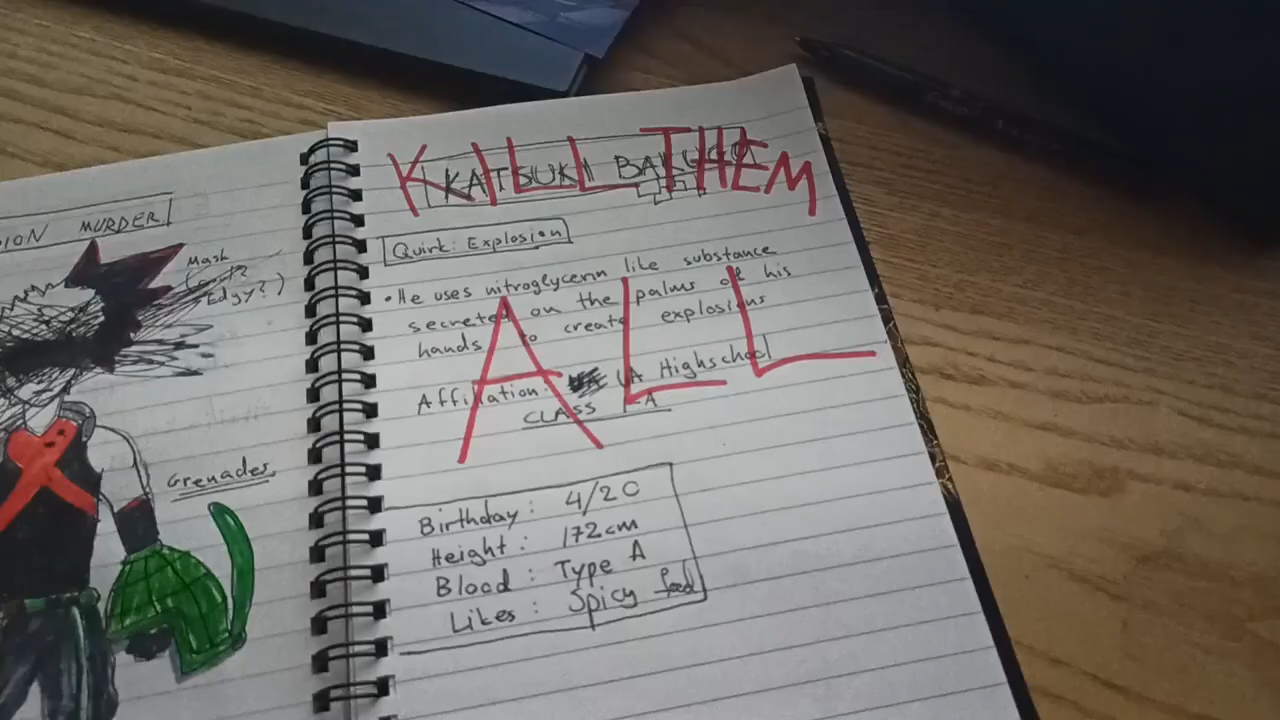 ION MURDER
Mask
Edgy?)
Grenades
KILL THEM
KATSUKI BAKUGO
Quirk: Explosion
• He uses nitroglycerin like substance
secreted on the palms of his
hands to create explosions
Affiliation: UA Highschool
CLASS 1-A
ALL
Birthday: 4/20
Height: 172cm
Blood: Type A
Likes: Spicy food